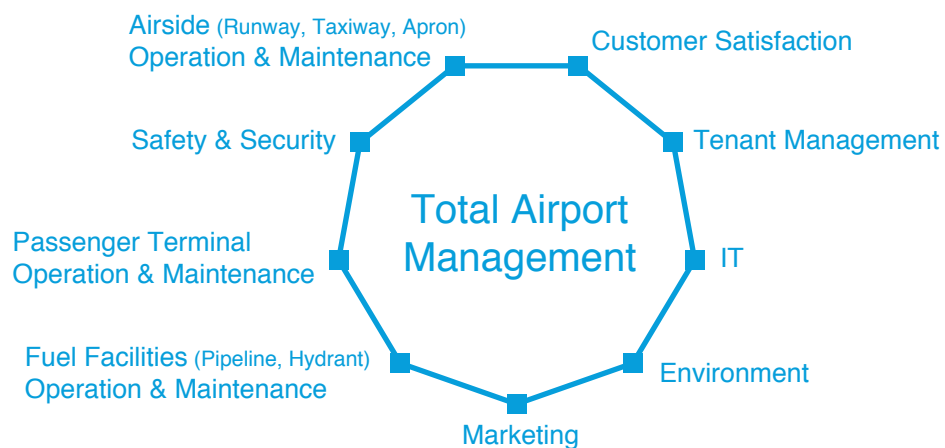 Airside (Runway, Taxiway, Apron)
Operation & Maintenance
Customer Satisfaction
Safety & Security
Tenant Management
Total Airport
Management
Passenger Terminal
Operation & Maintenance
IT
Fuel Facilities (Pipeline, Hydrant)
Operation & Maintenance
Environment
Marketing